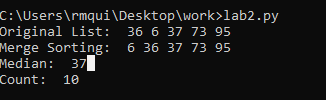 C:\Users\rmqui\Desktop\work>lab2.py
Original List:  36 6 37 73 95
Merge Sorting:  6 36 37 73 95
Median:  37
Count:  10